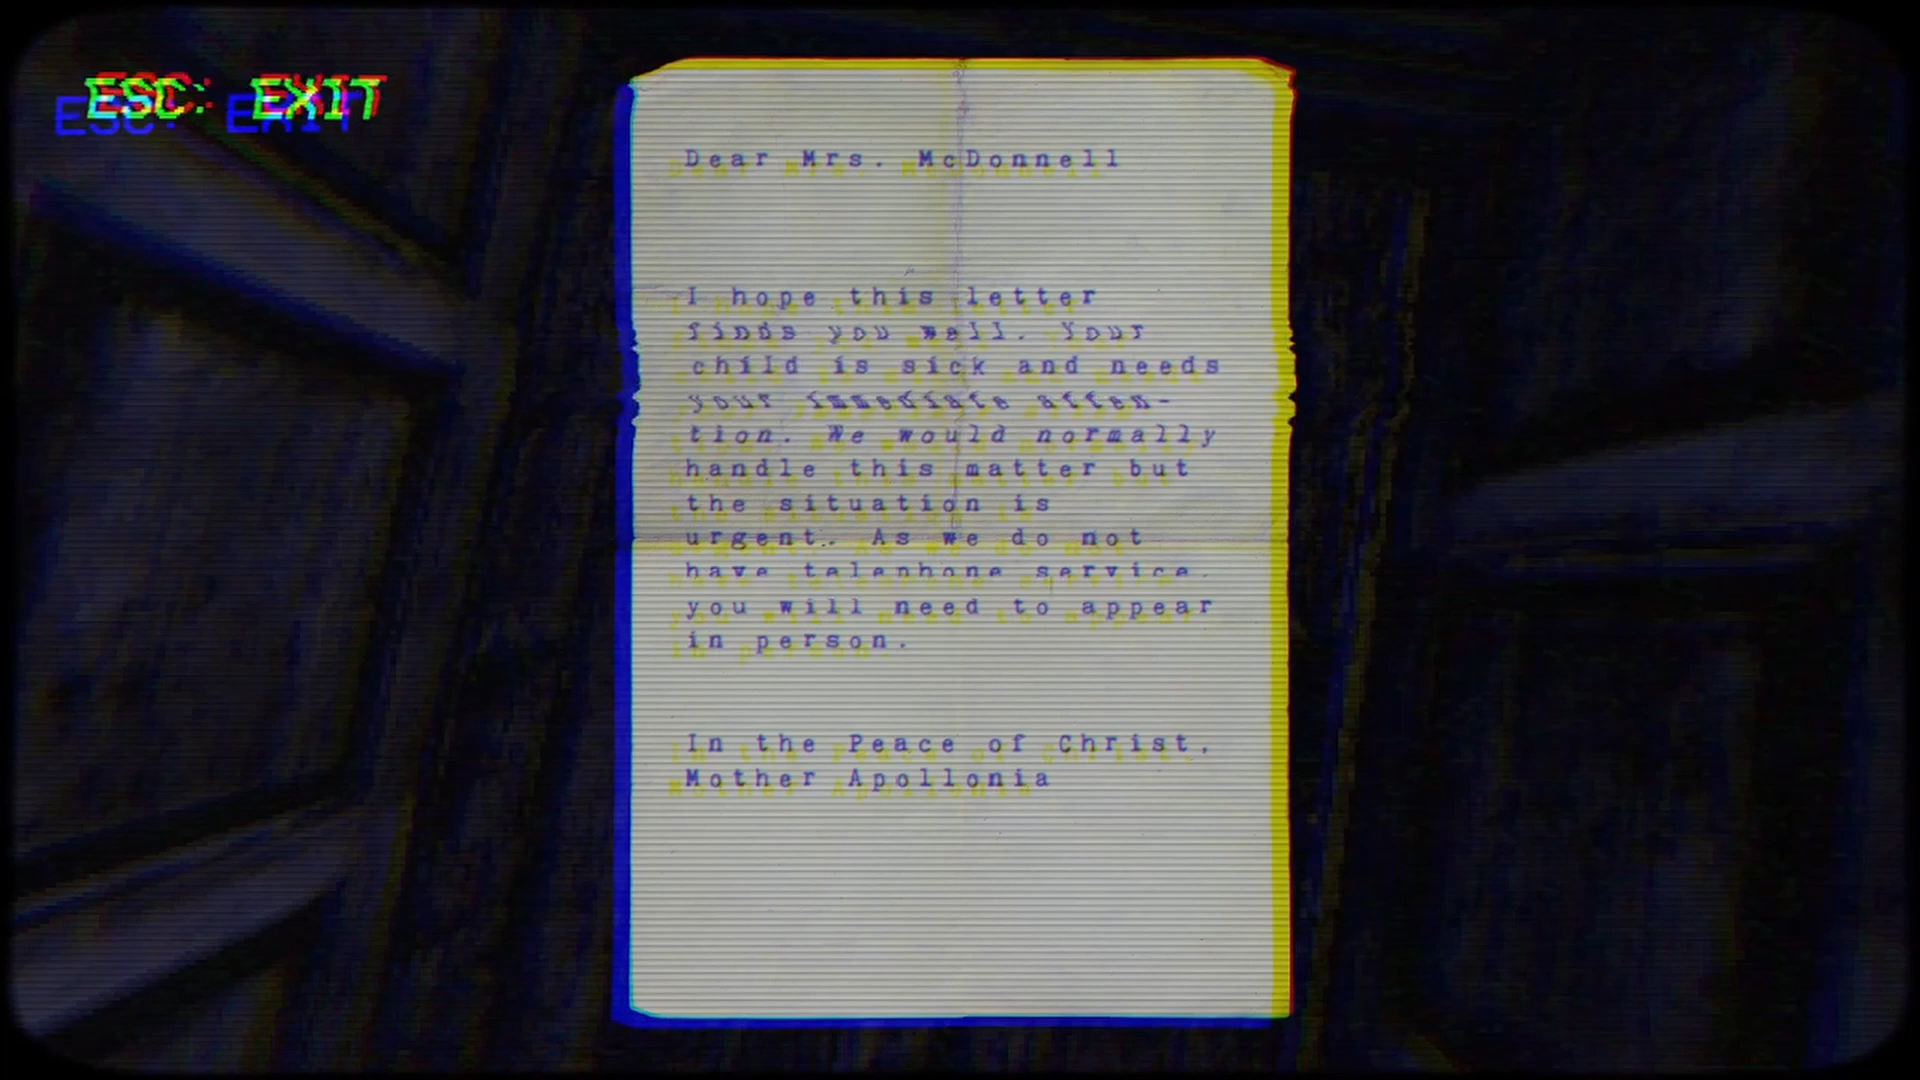 ESC: EXIT
Dear Mrs. McDonnell
I hope this letter
finds you well. Your
child is sick and needs
your immediate atten-
tion. We would normally
handle this matter but
the situation is
urgent. As we do not
have telephone service,
you will need to appear
in person.
In the Peace of Christ,
Mother Apollonia